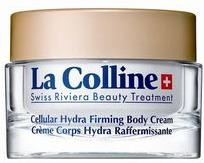 La Colline
Swiss Riviera Beauty Treatment
Cellular Hydra Firming Body Cream
Crème Corps Hydra Raffermissante